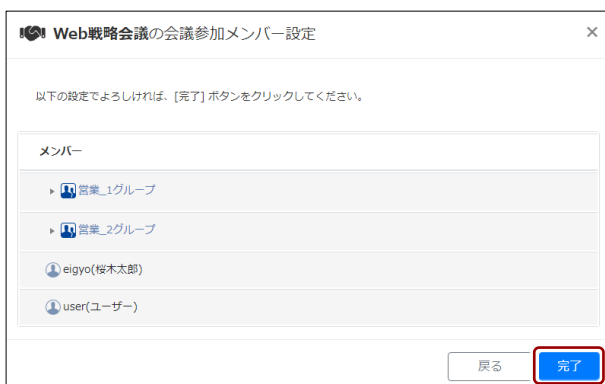 Web戦略会議の会議参加メンバー設定
×
以下の設定でよろしければ、[完了] ボタンをクリックしてください。
メンバー
営業_1グループ
営業_2グループ
eigyo(桜木太郎)
user(ユーザー)
戻る
完了